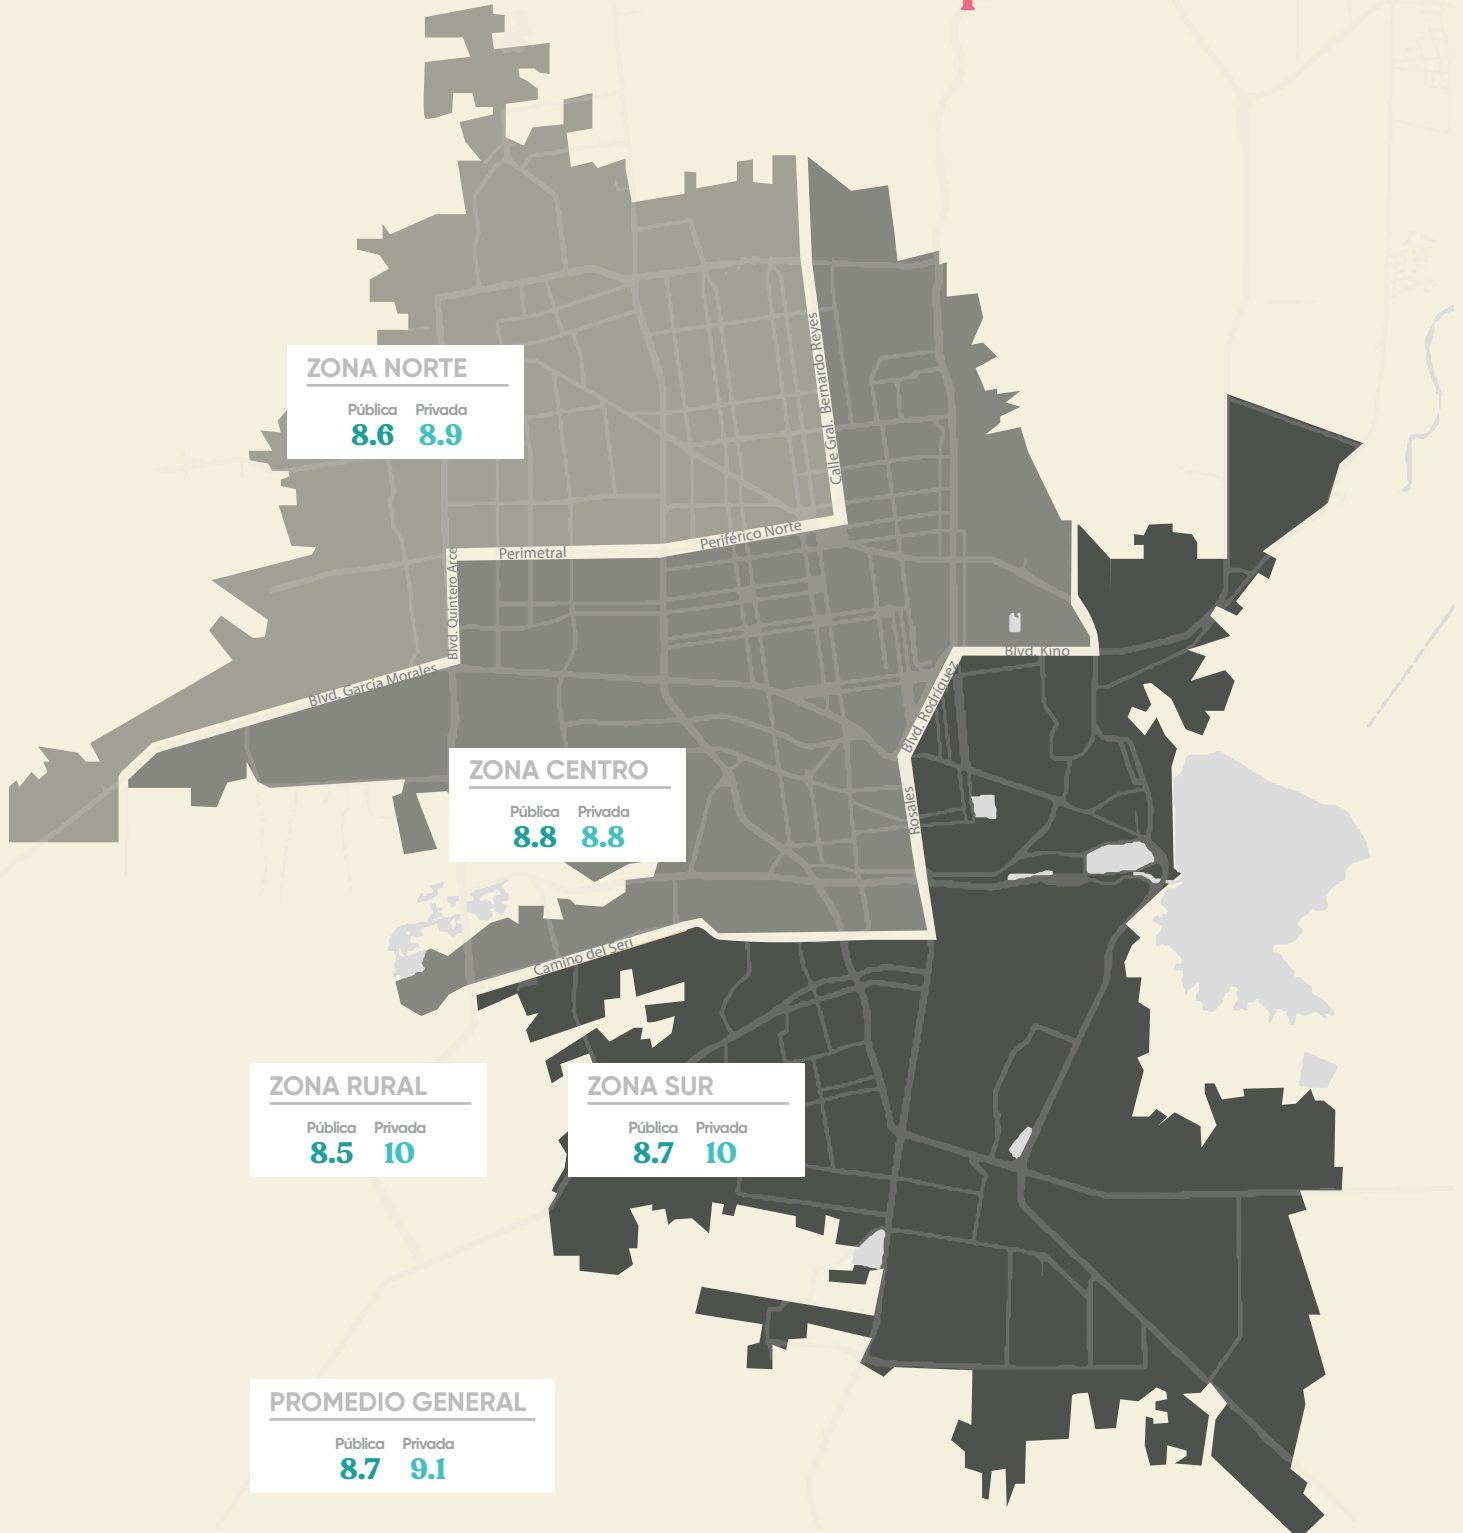 Calle Gral. Bernardo Reyes
ZONA NORTE
Pública Privada
8.6 8.9
Periférico Norte
Perimetral
Blvd. Quintero Arce
Blvd. García Morales
Blvd. Kino
Blvd. Rodríguez
Rosales
ZONA CENTRO
Pública Privada
8.8 8.8
Camino del Seri
ZONA RURAL
Pública Privada
8.5 10
ZONA SUR
Pública Privada
8.7 10
PROMEDIO GENERAL
Pública Privada
8.7 9.1